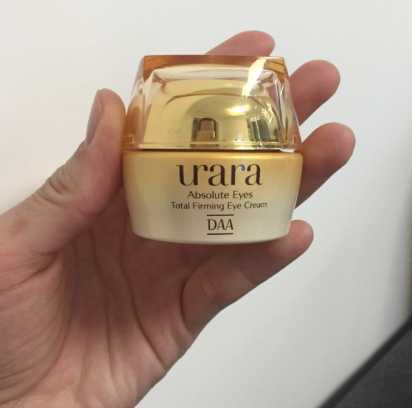 urara
Absolute Eyes
Total Firming Eye Cream
DAA